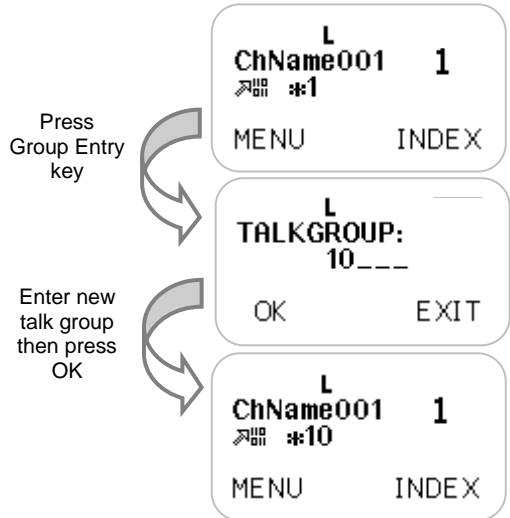 L
ChName001 1
*1
MENU INDEX
Press
Group Entry
key
L
TALKGROUP:
10___
OK EXIT
Enter new
talk group
then press
OK
L
ChName001 1
*10
MENU INDEX